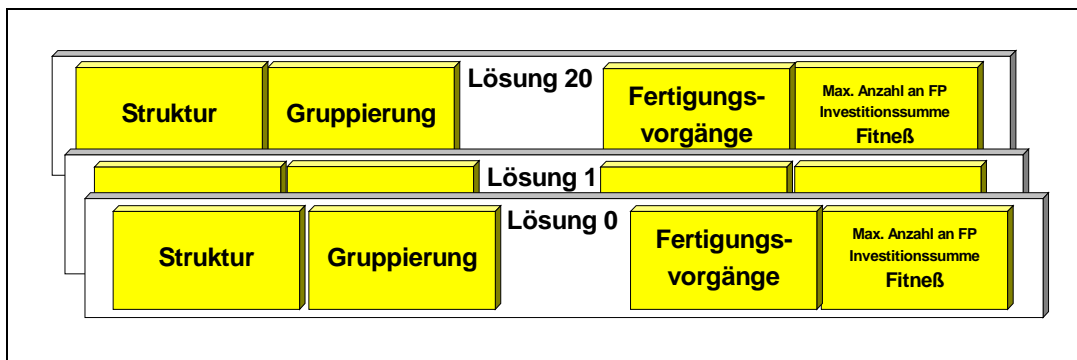 Lösung 20
Struktur
Gruppierung
Fertigungs-
vorgänge
Max. Anzahl an FP
Investitionssumme
Fitneß
Lösung 1
Lösung 0
Struktur
Gruppierung
Fertigungs-
vorgänge
Max. Anzahl an FP
Investitionssumme
Fitneß